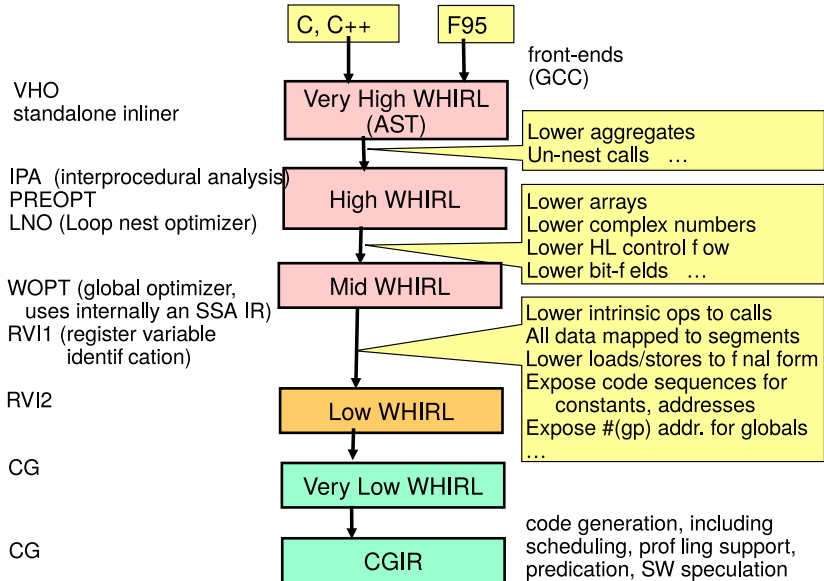 C, C++
F95
front-ends
(GCC)
VHO
standalone inliner
Very High WHIRL
(AST)
Lower aggregates
Un-nest calls …
IPA (interprocedural analysis)
PREOPT
LNO (Loop nest optimizer)
High WHIRL
Lower arrays
Lower complex numbers
Lower HL control f ow
Lower bit-f elds …
WOPT (global optimizer,
uses internally an SSA IR)
RVI1 (register variable
identif cation)
Mid WHIRL
Lower intrinsic ops to calls
All data mapped to segments
Lower loads/stores to f nal form
Expose code sequences for
constants, addresses
Expose #(gp) addr. for globals
…
RVI2
Low WHIRL
CG
Very Low WHIRL
CG
CGIR
code generation, including
scheduling, prof ling support,
predication, SW speculation